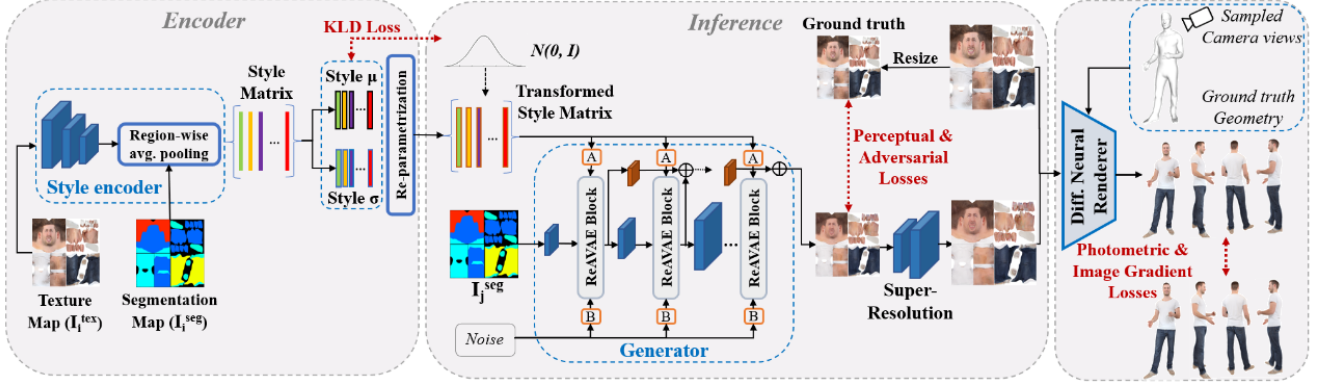 Encoder
KLD Loss
Style
Matrix
Style μ
Style σ
Region-wise
avg. pooling
Style encoder
Re-parametrization
Texture
Map (I_i^tex)
Segmentation
Map (I_i^seg)
Inference
N(0, I)
Transformed
Style Matrix
A
A
A
ReAVAE Block
ReAVAE Block
ReAVAE Block
I_j^seg
B
B
B
Noise
Generator
Ground truth
Resize
Perceptual &
Adversarial
Losses
Super-
Resolution
Sampled
Camera views
Ground truth
Geometry
Diff. Neural
Renderer
Photometric &
Image Gradient
Losses